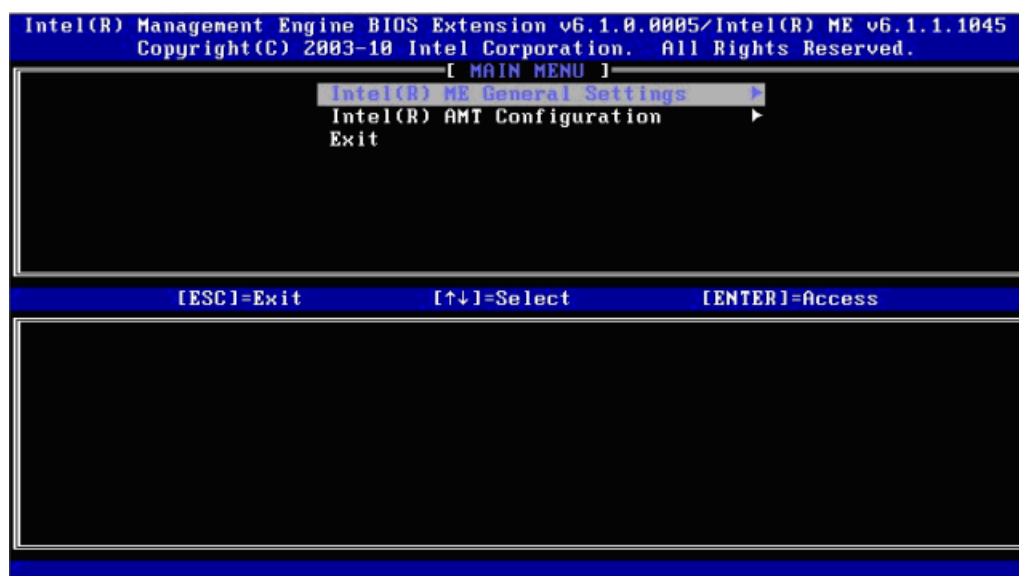 Intel(R) Management Engine BIOS Extension v6.1.0.0005/Intel(R) ME v6.1.1.1045
Copyright(C) 2003-10 Intel Corporation. All Rights Reserved.
[ MAIN MENU ]
Intel(R) ME General Settings ►
Intel(R) AMT Configuration ►
Exit
[ESC]=Exit [↑↓]=Select [ENTER]=Access